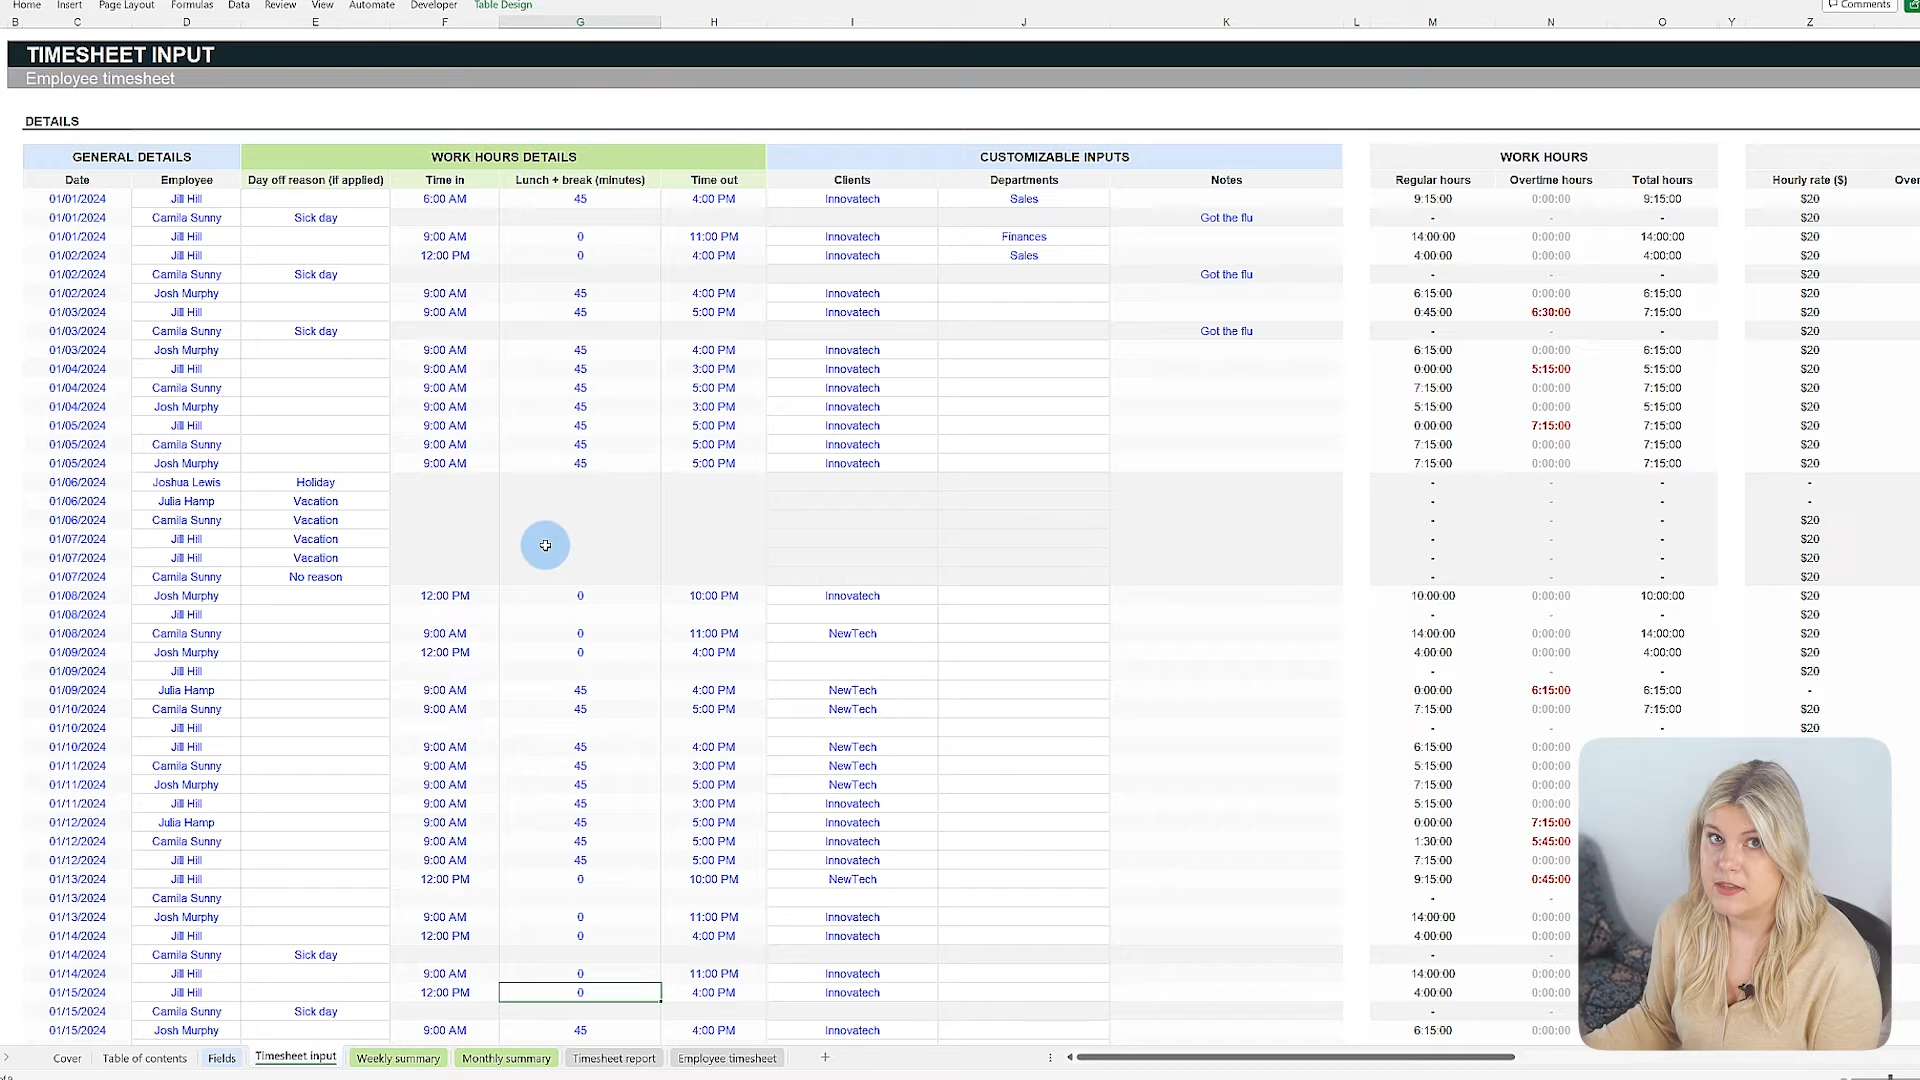 Home Insert Page Layout Formulas Data Review View Automate Developer Table Design Comments
B C D E F G H I J K L M N O Y Z
TIMESHEET INPUT
Employee timesheet
DETAILS
GENERAL DETAILS WORK HOURS DETAILS CUSTOMIZABLE INPUTS WORK HOURS
Date Employee Day off reason (if applied) Time in Lunch + break (minutes) Time out Clients Departments Notes Regular hours Overtime hours Total hours Hourly rate ($) Over
01/01/2024 Jill Hill 6:00 AM 45 4:00 PM Innovatech Sales 9:15:00 0:00:00 9:15:00 $20
01/01/2024 Camila Sunny Sick day Got the flu - - - $20
01/01/2024 Jill Hill 9:00 AM 0 11:00 PM Innovatech Finances 14:00:00 0:00:00 14:00:00 $20
01/02/2024 Jill Hill 12:00 PM 0 4:00 PM Innovatech Sales 4:00:00 0:00:00 4:00:00 $20
01/02/2024 Camila Sunny Sick day Got the flu - - - $20
01/02/2024 Josh Murphy 9:00 AM 45 4:00 PM Innovatech 6:15:00 0:00:00 6:15:00 $20
01/03/2024 Jill Hill 9:00 AM 45 5:00 PM Innovatech 0:45:00 6:30:00 7:15:00 $20
01/03/2024 Camila Sunny Sick day Got the flu - - - $20
01/03/2024 Josh Murphy 9:00 AM 45 4:00 PM Innovatech 6:15:00 0:00:00 6:15:00 $20
01/04/2024 Jill Hill 9:00 AM 45 3:00 PM Innovatech 0:00:00 5:15:00 5:15:00 $20
01/04/2024 Camila Sunny 9:00 AM 45 5:00 PM Innovatech 7:15:00 0:00:00 7:15:00 $20
01/04/2024 Josh Murphy 9:00 AM 45 3:00 PM Innovatech 5:15:00 0:00:00 5:15:00 $20
01/05/2024 Jill Hill 9:00 AM 45 5:00 PM Innovatech 0:00:00 7:15:00 7:15:00 $20
01/05/2024 Camila Sunny 9:00 AM 45 5:00 PM Innovatech 7:15:00 0:00:00 7:15:00 $20
01/05/2024 Josh Murphy 9:00 AM 45 5:00 PM Innovatech 7:15:00 0:00:00 7:15:00 $20
01/06/2024 Joshua Lewis Holiday - - - -
01/06/2024 Julia Hamp Vacation - - - -
01/06/2024 Camila Sunny Vacation - - - $20
01/07/2024 Jill Hill Vacation - - - $20
01/07/2024 Jill Hill Vacation - - - $20
01/07/2024 Camila Sunny No reason - - - $20
01/08/2024 Josh Murphy 12:00 PM 0 10:00 PM Innovatech 10:00:00 0:00:00 10:00:00 $20
01/08/2024 Jill Hill - - - $20
01/08/2024 Camila Sunny 9:00 AM 0 11:00 PM NewTech 14:00:00 0:00:00 14:00:00 $20
01/09/2024 Josh Murphy 12:00 PM 0 4:00 PM 4:00:00 0:00:00 4:00:00 $20
01/09/2024 Jill Hill - - - $20
01/09/2024 Julia Hamp 9:00 AM 45 4:00 PM NewTech 0:00:00 6:15:00 6:15:00 -
01/10/2024 Camila Sunny 9:00 AM 45 5:00 PM NewTech 7:15:00 0:00:00 7:15:00 $20
01/10/2024 Jill Hill - - - $20
01/10/2024 Jill Hill 9:00 AM 45 4:00 PM NewTech 6:15:00 0:00:00
01/11/2024 Camila Sunny 9:00 AM 45 3:00 PM NewTech 5:15:00 0:00:00
01/11/2024 Josh Murphy 9:00 AM 45 5:00 PM NewTech 7:15:00 0:00:00
01/11/2024 Jill Hill 9:00 AM 45 3:00 PM Innovatech 5:15:00 0:00:00
01/12/2024 Julia Hamp 9:00 AM 45 5:00 PM Innovatech 0:00:00 7:15:00
01/12/2024 Camila Sunny 9:00 AM 45 5:00 PM Innovatech 1:30:00 5:45:00
01/12/2024 Jill Hill 9:00 AM 45 5:00 PM Innovatech 7:15:00 0:00:00
01/13/2024 Jill Hill 12:00 PM 0 10:00 PM NewTech 9:15:00 0:45:00
01/13/2024 Camila Sunny - -
01/13/2024 Josh Murphy 9:00 AM 0 11:00 PM Innovatech 14:00:00 0:00:00
01/14/2024 Jill Hill 12:00 PM 0 4:00 PM Innovatech 4:00:00 0:00:00
01/14/2024 Camila Sunny Sick day - -
01/14/2024 Jill Hill 9:00 AM 0 11:00 PM Innovatech 14:00:00 0:00:00
01/15/2024 Jill Hill 12:00 PM 0 4:00 PM Innovatech 4:00:00 0:00:00
01/15/2024 Camila Sunny Sick day - -
01/15/2024 Josh Murphy 9:00 AM 45 4:00 PM Innovatech 6:15:00 0:00:00
Cover Table of contents Fields Timesheet input Weekly summary Monthly summary Timesheet report Employee timesheet +